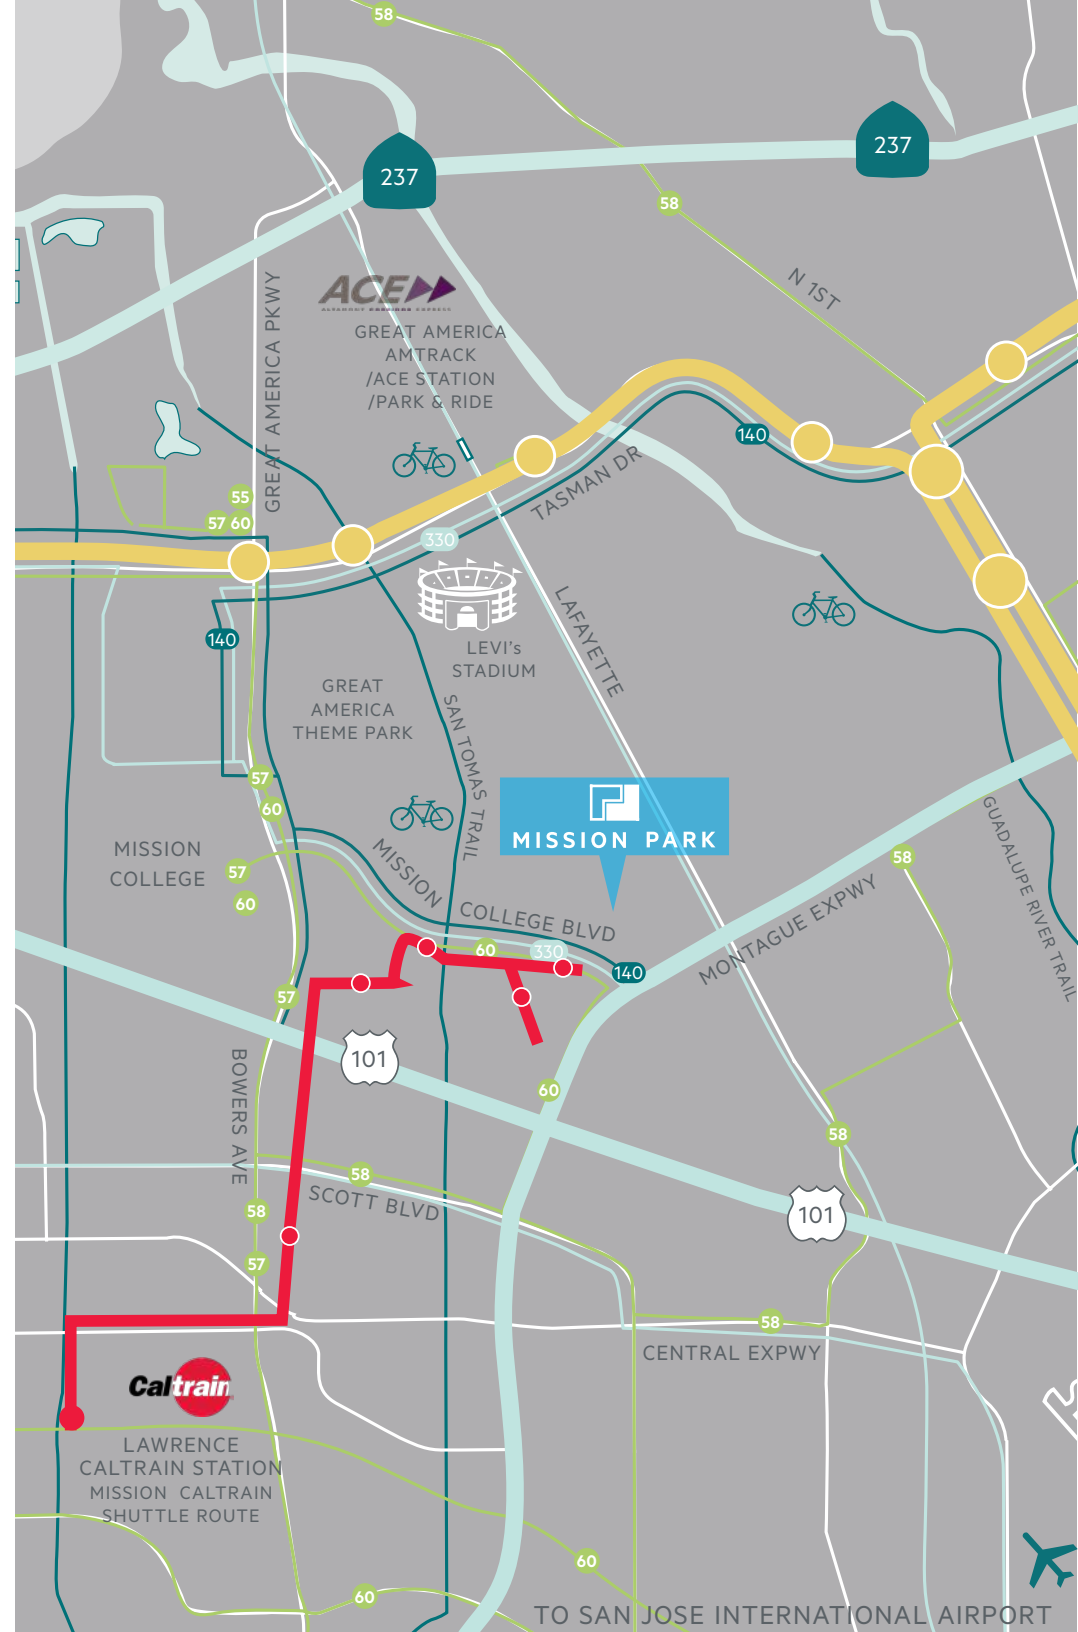 58
237
237
58
N 1ST
GREAT AMERICA PKWY
ACE
ALTAMONT CORRIDOR EXPRESS
GREAT AMERICA
AMTRACK
/ACE STATION
/PARK & RIDE
140
TASMAN DR
55
57 60
330
140
LEVI's
STADIUM
LAFAYETTE
GREAT
AMERICA
THEME PARK
SAN TOMAS TRAIL
57
60
MISSION PARK
MISSION
COLLEGE
57
60
MISSION COLLEGE BLVD
58
GUADALUPE RIVER TRAIL
MONTAGUE EXPWY
60
330
140
57
101
BOWERS AVE
60
58
58
SCOTT BLVD
58
101
57
58
CENTRAL EXPWY
Caltrain
LAWRENCE
CALTRAIN STATION
MISSION CALTRAIN
SHUTTLE ROUTE
60
60
TO SAN JOSE INTERNATIONAL AIRPORT